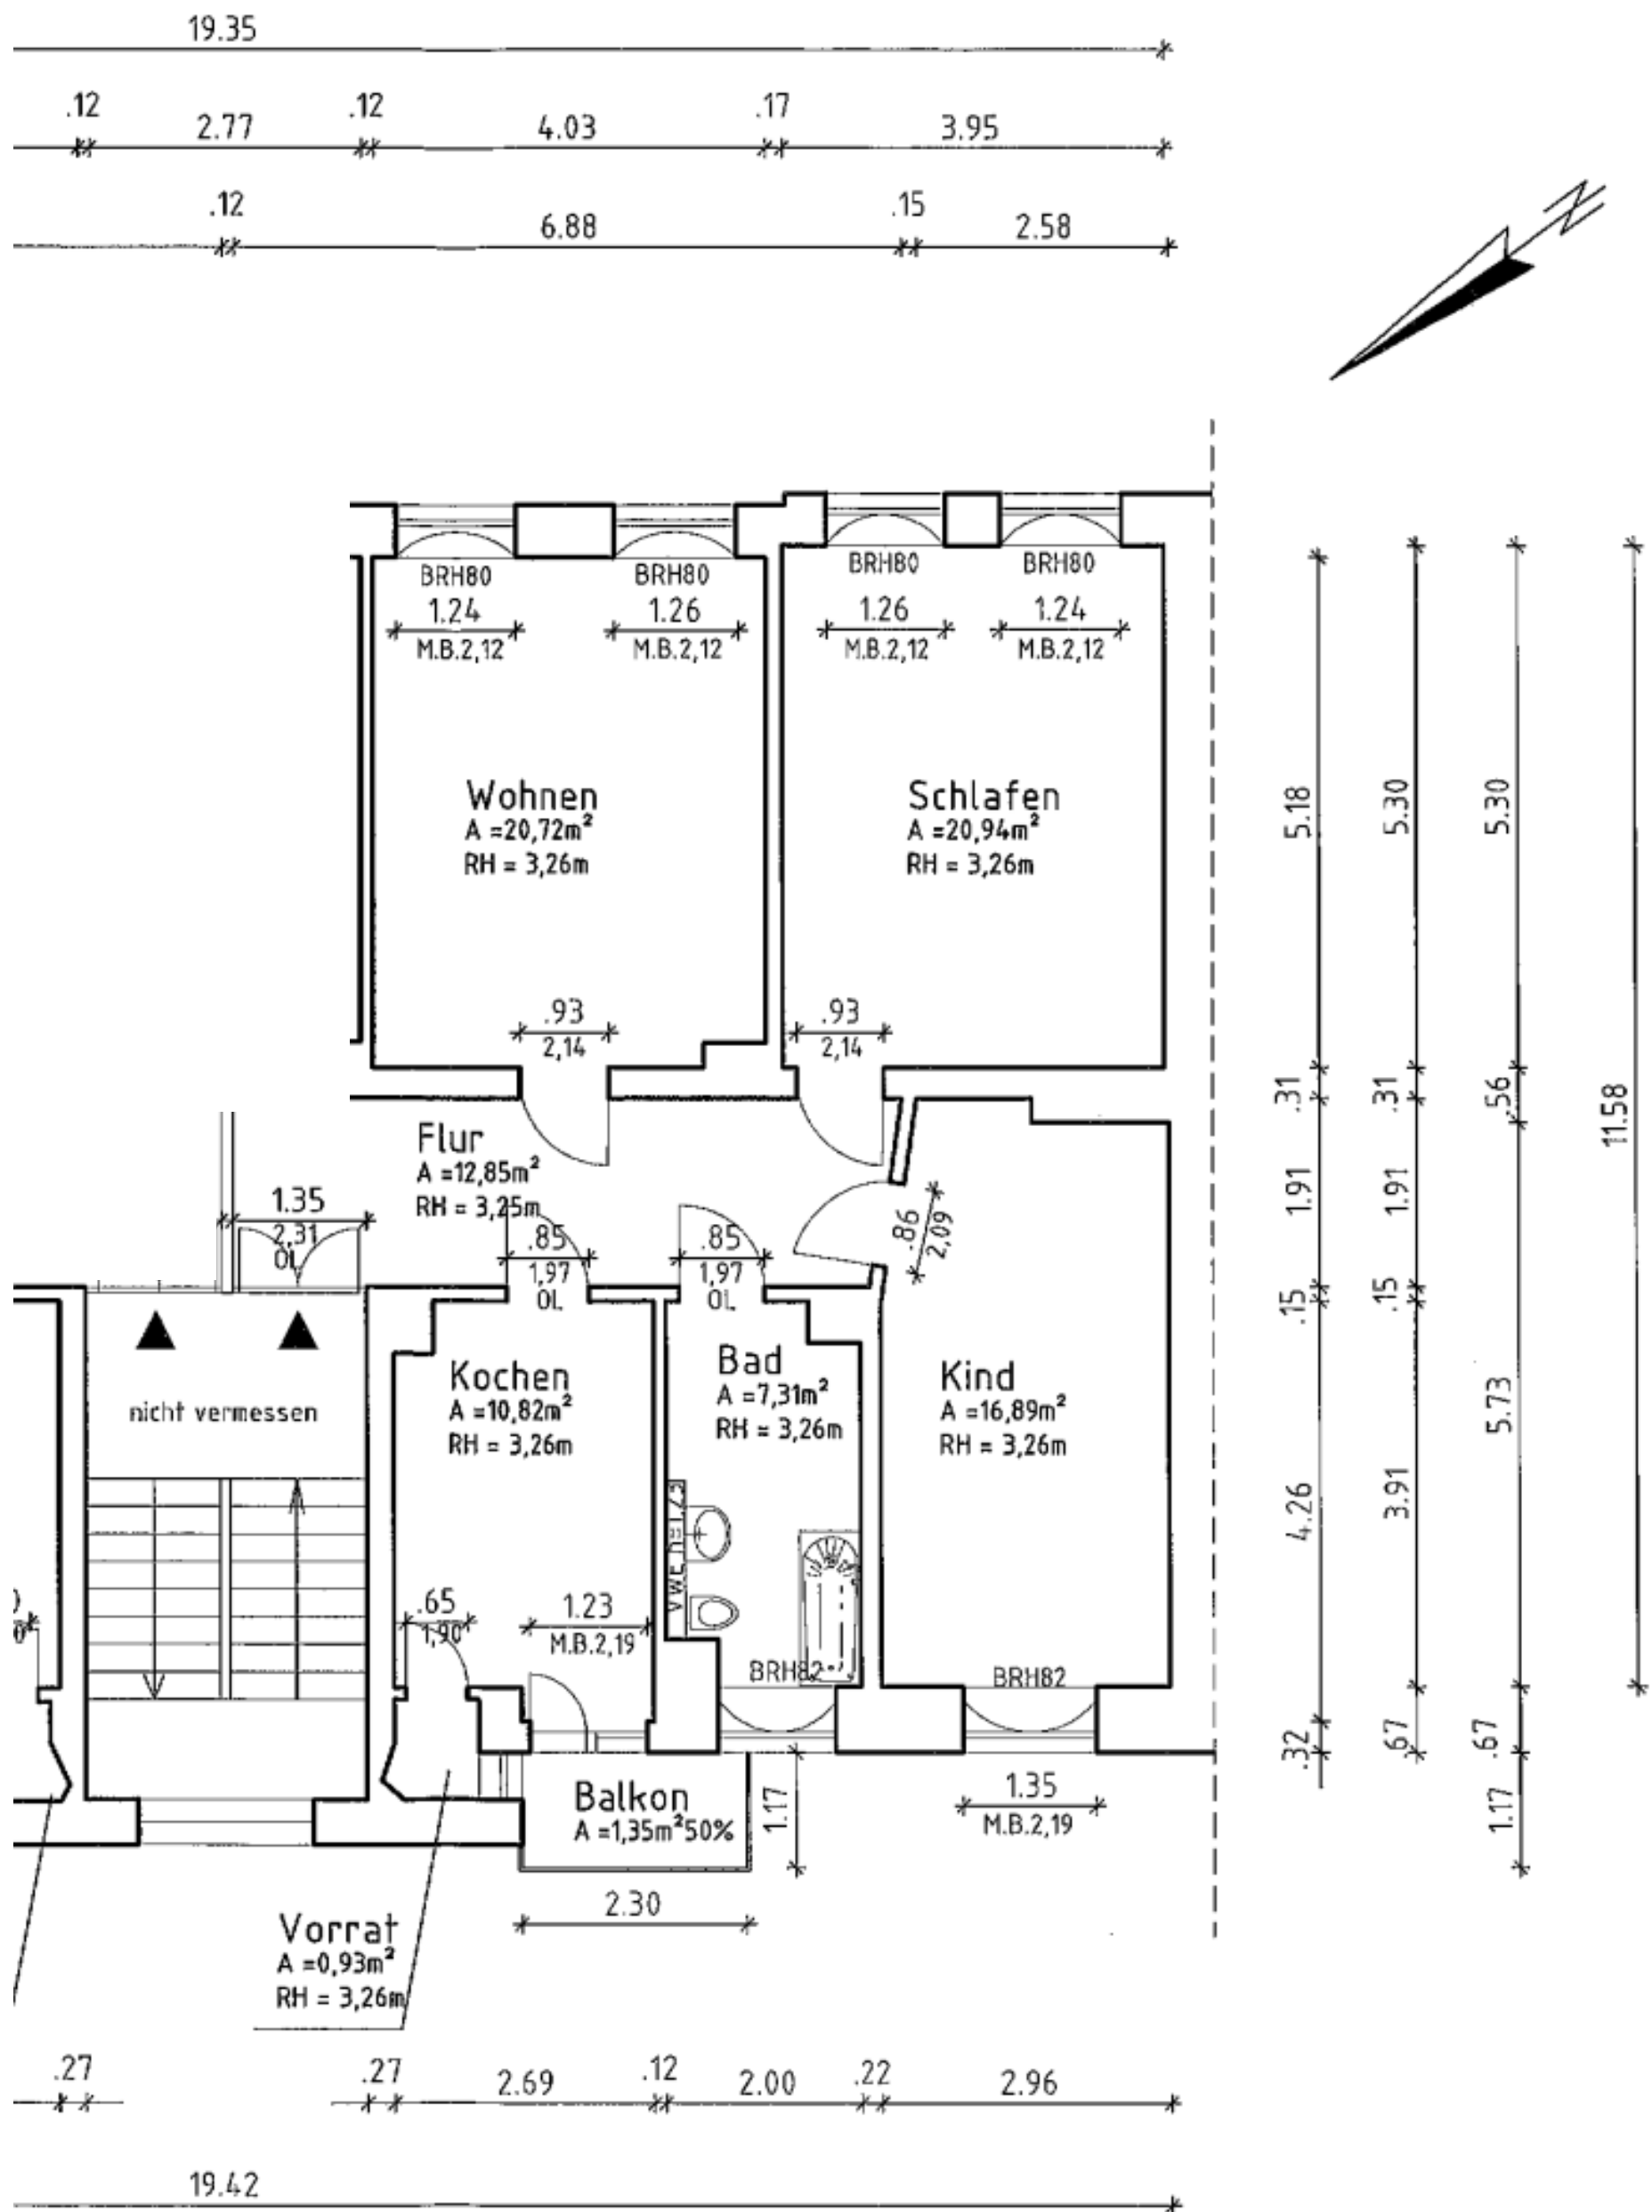 19.35
.12 2.77 .12 4.03 .17 3.95
.12 6.88 .15 2.58
N
BRH80
1.24
M.B.2,12
BRH80
1.26
M.B.2,12
BRH80
1.26
M.B.2,12
BRH80
1.24
M.B.2,12
Wohnen
A =20,72m²
RH = 3,26m
Schlafen
A =20,94m²
RH = 3,26m
.93
2,14
.93
2,14
Flur
A =12,85m²
RH = 3,25m
1.35
2,31
OL
.85
1,97
OL
.85
1,97
OL
.86
2,09
nicht vermessen
Kochen
A =10,82m²
RH = 3,26m
Bad
A =7,31m²
RH = 3,26m
Kind
A =16,89m²
RH = 3,26m
.65
1,90
1.23
M.B.2,19
VWE h=1,25
BRH82
BRH82
Balkon
A =1,35m²50%
1.17
2.30
1.35
M.B.2,19
Vorrat
A =0,93m²
RH = 3,26m
5.18
.31
1.91
.15
4.26
.32
5.30
.31
1.91
.15
3.91
.67
5.30
,56
5.73
.67
1.17
11.58
.27 .27 2.69 .12 2.00 .22 2.96
19.42